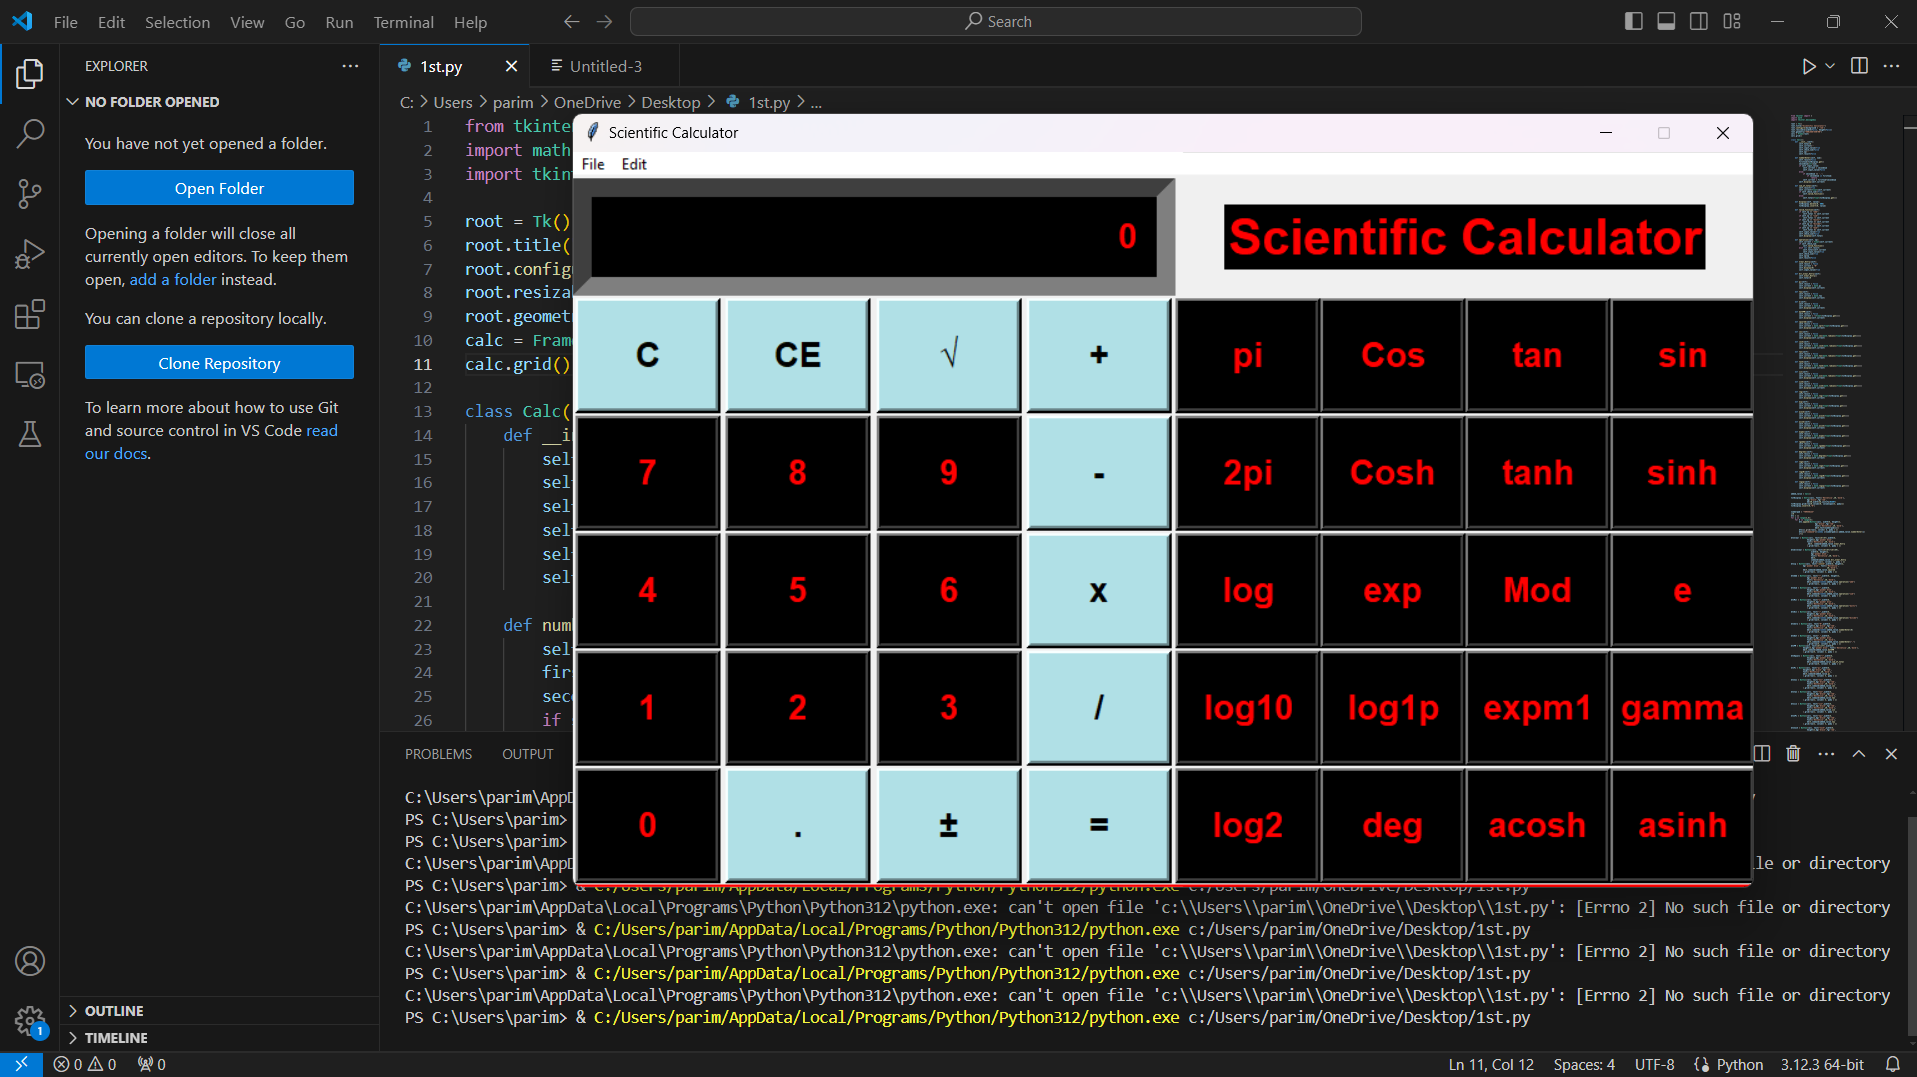 File Edit Selection View Go Run Terminal Help
Search
EXPLORER
NO FOLDER OPENED
You have not yet opened a folder.
Open Folder
Opening a folder will close all
currently open editors. To keep them
open, add a folder instead.
You can clone a repository locally.
Clone Repository
To learn more about how to use Git
and source control in VS Code read
our docs.
OUTLINE
TIMELINE
1st.py
Untitled-3
C: > Users > parim > OneDrive > Desktop > 1st.py > ...
1 from tkinte
2 import math
3 import tkin
4
5 root = Tk()
6 root.title(
7 root.config
8 root.resiza
9 root.geomet
10 calc = Fram
11 calc.grid()
12
13 class Calc(
14 def __i
15 sel
16 sel
17 sel
18 sel
19 sel
20 sel
21
22 def num
23 sel
24 fir
25 sec
26 if
Scientific Calculator
File Edit
0
Scientific Calculator
C CE √ + pi Cos tan sin
7 8 9 - 2pi Cosh tanh sinh
4 5 6 x log exp Mod e
1 2 3 / log10 log1p expm1 gamma
0 . ± = log2 deg acosh asinh
PROBLEMS OUTPUT
C:\Users\parim\AppD
PS C:\Users\parim>
PS C:\Users\parim>
C:\Users\parim\AppD le or directory
PS C:\Users\parim> & C:/Users/parim/AppData/Local/Programs/Python/Python312/python.exe c:/Users/parim/OneDrive/Desktop/1st.py
C:\Users\parim\AppData\Local\Programs\Python\Python312\python.exe: can't open file 'c:\\Users\\parim\\OneDrive\\Desktop\\1st.py': [Errno 2] No such file or directory
PS C:\Users\parim> & C:/Users/parim/AppData/Local/Programs/Python/Python312/python.exe c:/Users/parim/OneDrive/Desktop/1st.py
C:\Users\parim\AppData\Local\Programs\Python\Python312\python.exe: can't open file 'c:\\Users\\parim\\OneDrive\\Desktop\\1st.py': [Errno 2] No such file or directory
PS C:\Users\parim> & C:/Users/parim/AppData/Local/Programs/Python/Python312/python.exe c:/Users/parim/OneDrive/Desktop/1st.py
C:\Users\parim\AppData\Local\Programs\Python\Python312\python.exe: can't open file 'c:\\Users\\parim\\OneDrive\\Desktop\\1st.py': [Errno 2] No such file or directory
PS C:\Users\parim> & C:/Users/parim/AppData/Local/Programs/Python/Python312/python.exe c:/Users/parim/OneDrive/Desktop/1st.py
1
0 0 0
Ln 11, Col 12 Spaces: 4 UTF-8 {} Python 3.12.3 64-bit